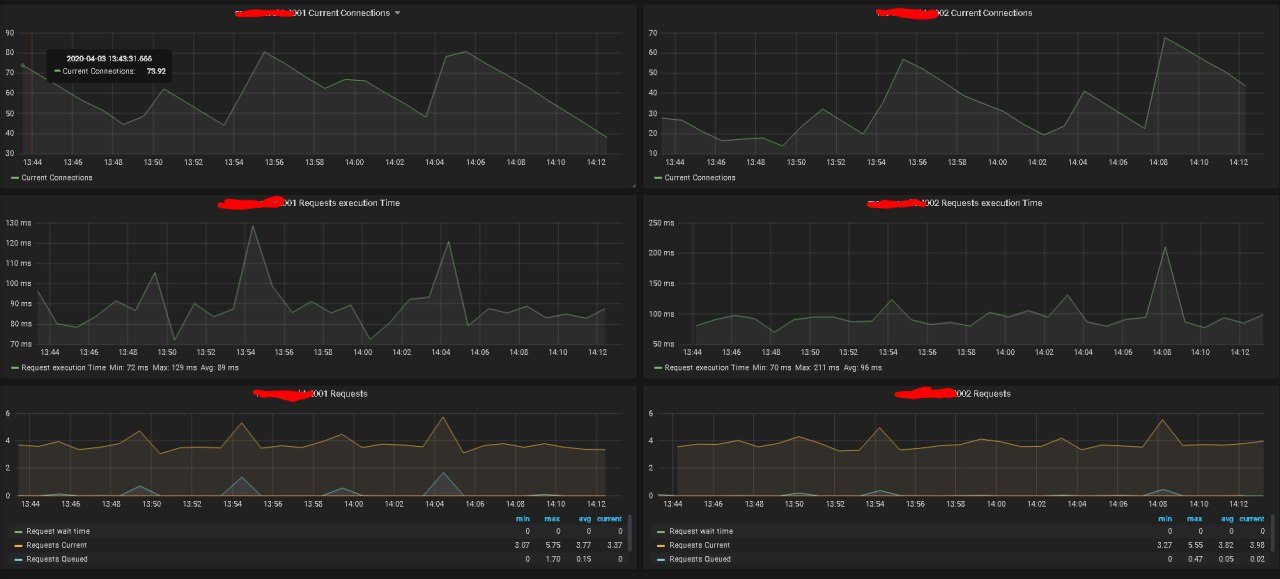 001 Current Connections
90
80
70
60
50
40
30
2020-04-03 13:43:31.666
Current Connections: 73.92
13:44 13:46 13:48 13:50 13:52 13:54 13:56 13:58 14:00 14:02 14:04 14:06 14:08 14:10 14:12
Current Connections
002 Current Connections
70
60
50
40
30
20
10
13:44 13:46 13:48 13:50 13:52 13:54 13:56 13:58 14:00 14:02 14:04 14:06 14:08 14:10 14:12
Current Connections
001 Requests execution Time
130 ms
120 ms
110 ms
100 ms
90 ms
80 ms
70 ms
13:44 13:46 13:48 13:50 13:52 13:54 13:56 13:58 14:00 14:02 14:04 14:06 14:08 14:10 14:12
Request execution Time Min: 72 ms Max: 129 ms Avg: 89 ms
002 Requests execution Time
250 ms
200 ms
150 ms
100 ms
50 ms
13:44 13:46 13:48 13:50 13:52 13:54 13:56 13:58 14:00 14:02 14:04 14:06 14:08 14:10 14:12
Request execution Time Min: 70 ms Max: 211 ms Avg: 96 ms
001 Requests
6
4
2
0
13:44 13:46 13:48 13:50 13:52 13:54 13:56 13:58 14:00 14:02 14:04 14:06 14:08 14:10 14:12
min max avg current
Request wait time 0 0 0 0
Requests Current 3.07 5.75 3.77 3.37
Requests Queued 0 1.70 0.15 0
002 Requests
6
4
2
0
13:44 13:46 13:48 13:50 13:52 13:54 13:56 13:58 14:00 14:02 14:04 14:06 14:08 14:10 14:12
min max avg current
Request wait time 0 0 0 0
Requests Current 3.27 5.55 3.82 3.98
Requests Queued 0 0.47 0.05 0.02